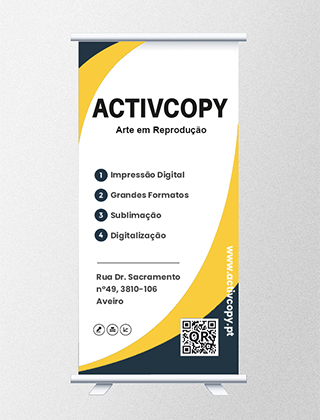 ACTIVCOPY
Arte em Reprodução
1 Impressão Digital
2 Grandes Formatos
3 Sublimação
4 Digitalização
Rua Dr. Sacramento
nº49, 3810-106
Aveiro
www.activcopy.pt
QR